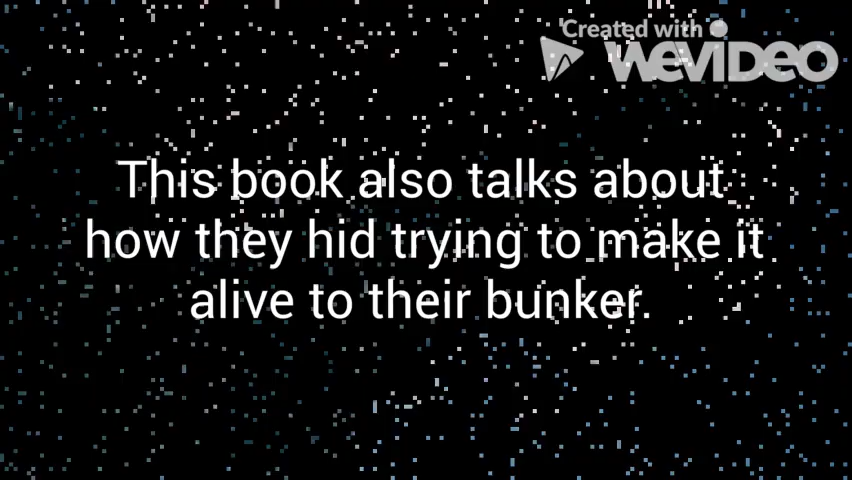 Created with
WEVIDEO
This book also talks about
how they hid trying to make it
alive to their bunker.